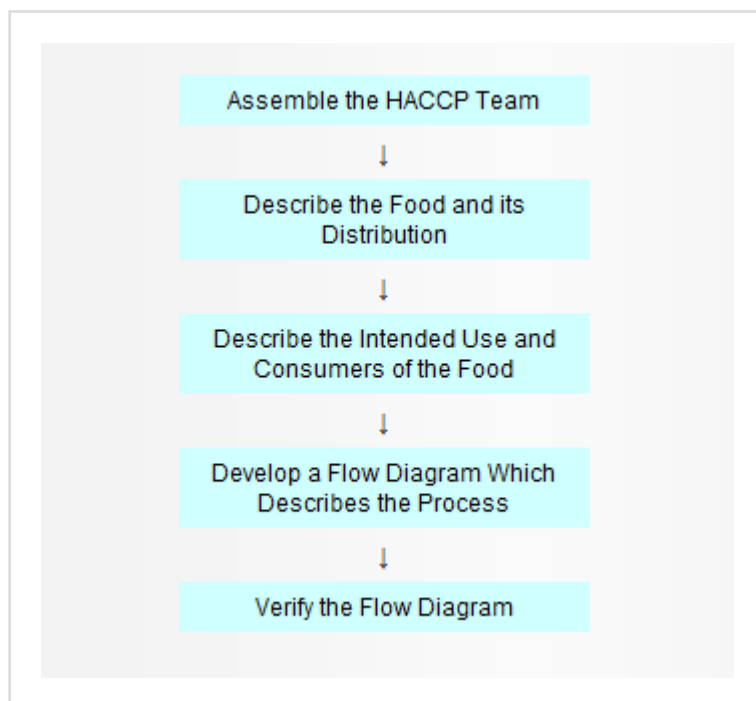 Assemble the HACCP Team
↓
Describe the Food and its
Distribution
↓
Describe the Intended Use and
Consumers of the Food
↓
Develop a Flow Diagram Which
Describes the Process
↓
Verify the Flow Diagram